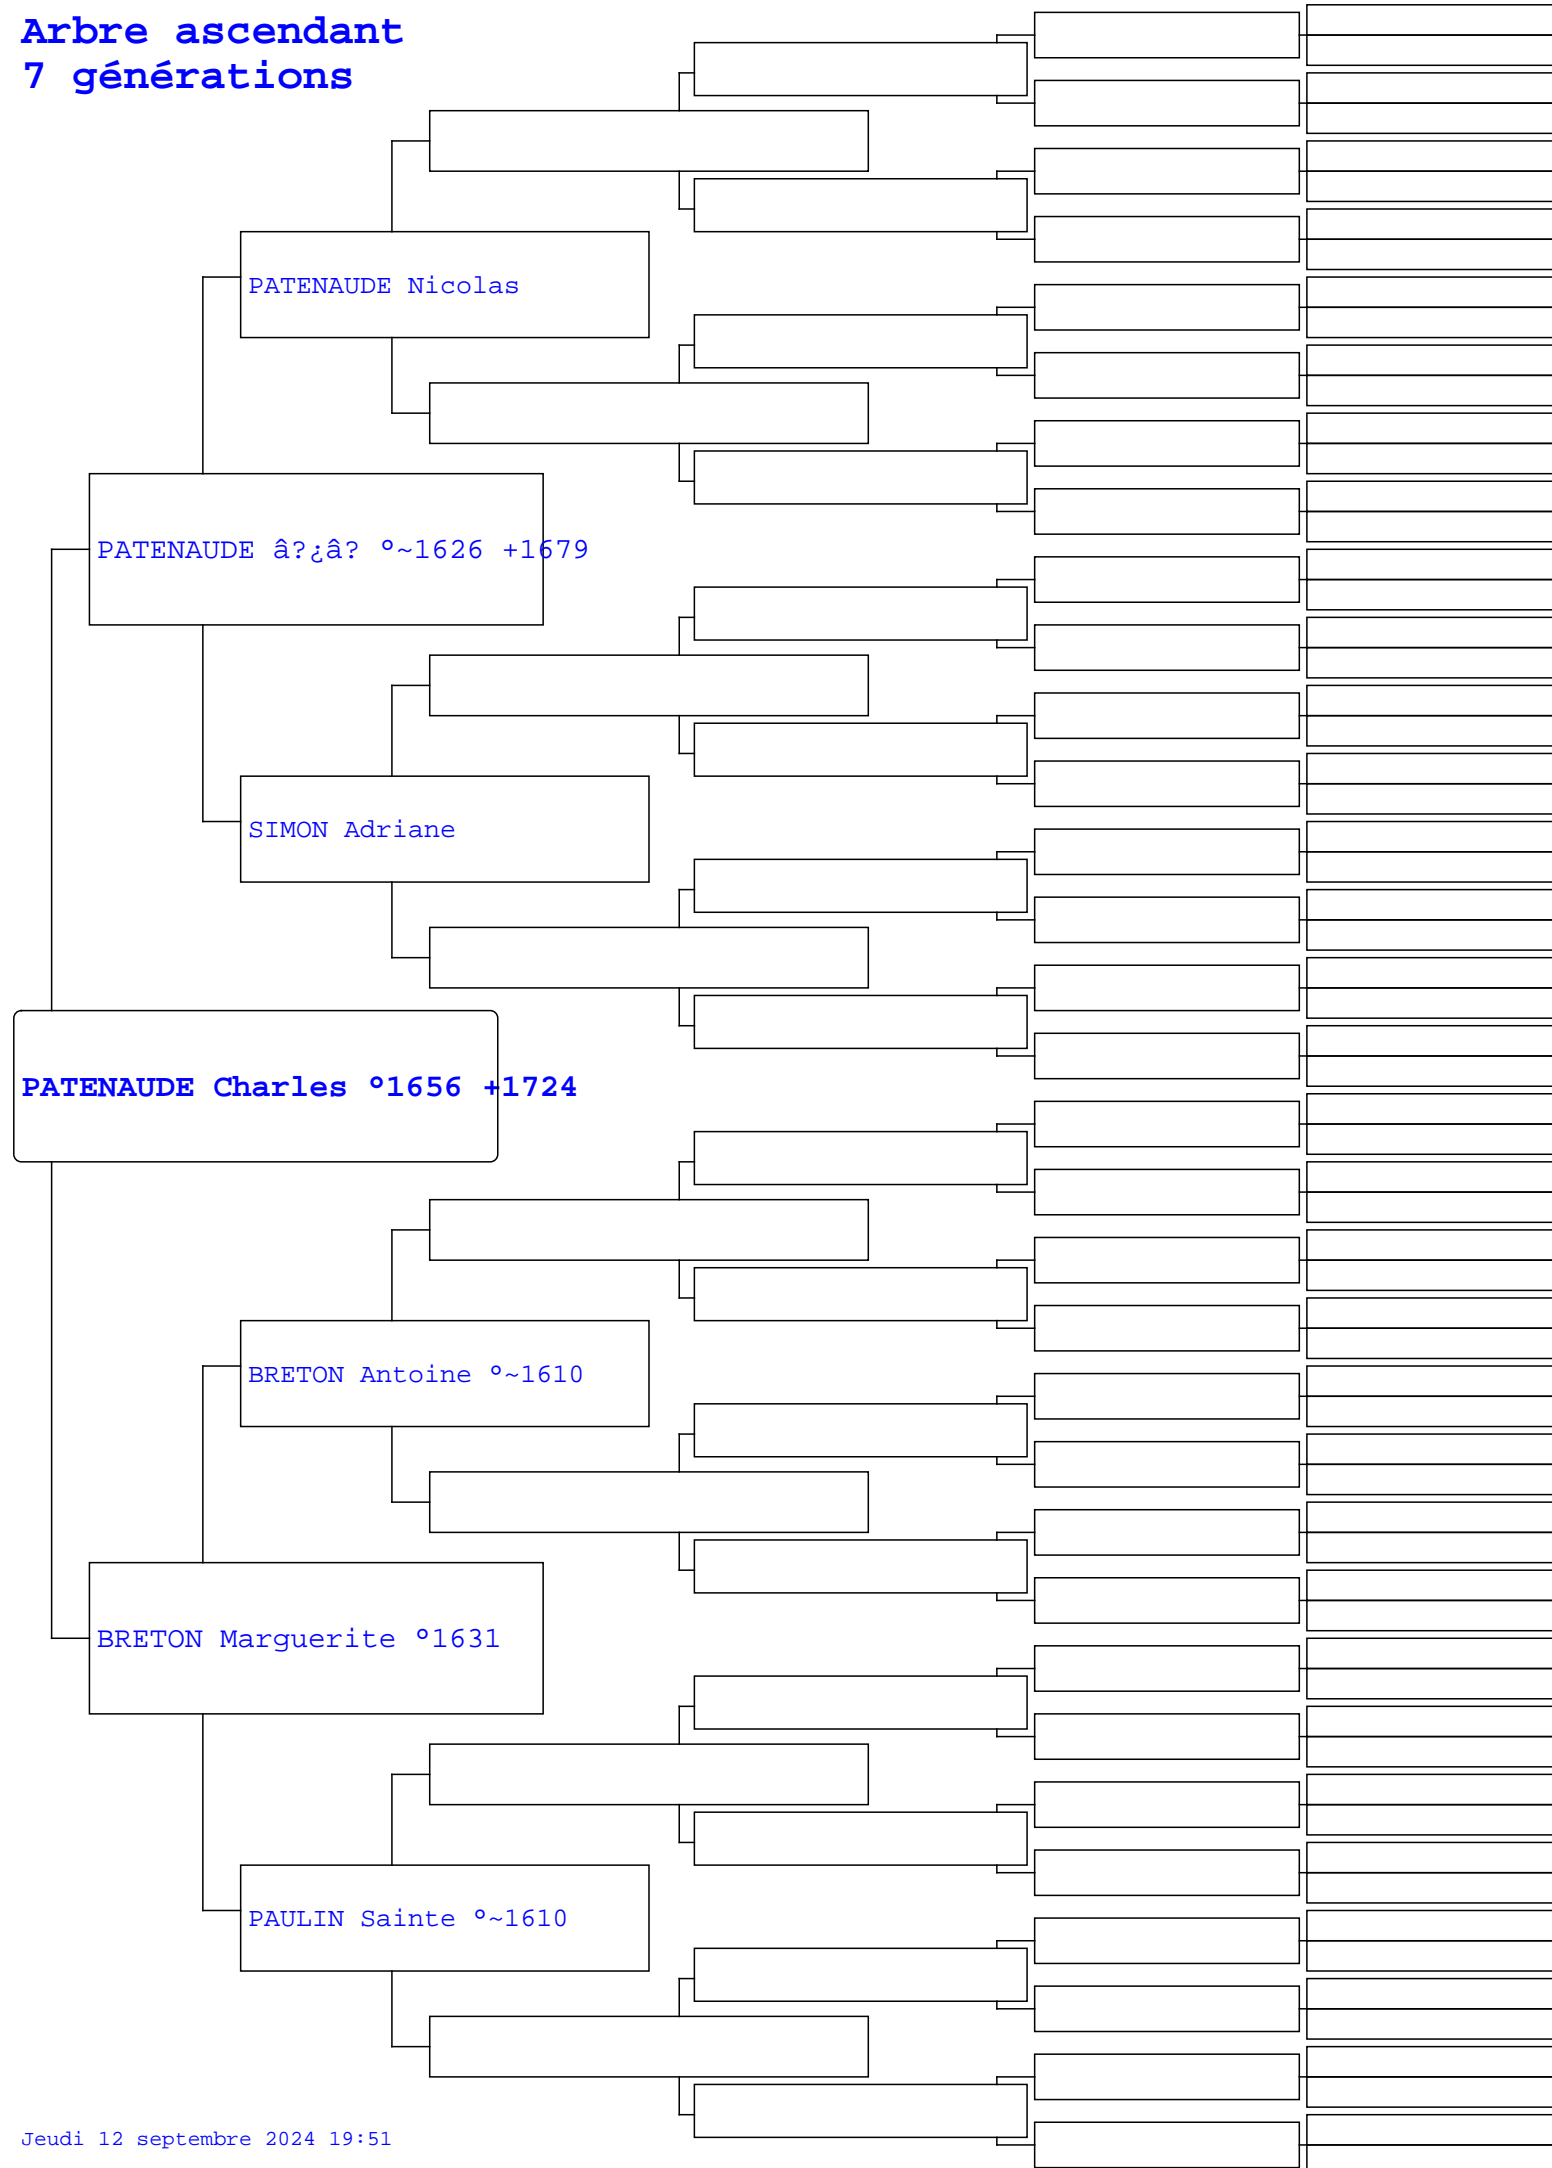 Arbre ascendant
7 générations
PATENAUDE Nicolas
PATENAUDE â?¿â? °~1626 +1679
SIMON Adriane
PATENAUDE Charles °1656 +1724
BRETON Antoine °~1610
BRETON Marguerite °1631
PAULIN Sainte °~1610
Jeudi 12 septembre 2024 19:51